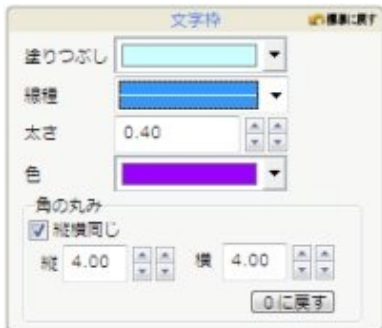 文字枠 標準に戻す
塗りつぶし
線種
太さ 0.40
色
角の丸み
縦横同じ
縦 4.00 横 4.00
0に戻す